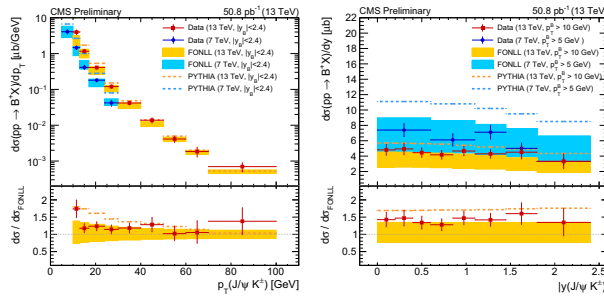 CMS Preliminary 50.8 pb⁻¹ (13 TeV)
dσ(pp → B⁺X)/dp_T [μb/GeV]
Data (13 TeV, |y_B|<2.4)
Data (7 TeV, |y_B|<2.4)
FONLL (13 TeV, |y_B|<2.4)
FONLL (7 TeV, |y_B|<2.4)
PYTHIA (13 TeV, |y_B|<2.4)
PYTHIA (7 TeV, |y_B|<2.4)
10
1
10⁻¹
10⁻²
10⁻³
dσ / dσ_FONLL
2
1.5
1
0.5
0 20 40 60 80 100
p_T(J/ψ K±) [GeV]
CMS Preliminary 50.8 pb⁻¹ (13 TeV)
dσ(pp → B⁺X)/dy [μb]
Data (13 TeV, p_T^B > 10 GeV)
Data (7 TeV, p_T^B > 5 GeV)
FONLL (13 TeV, p_T^B > 10 GeV)
FONLL (7 TeV, p_T^B > 5 GeV)
PYTHIA (13 TeV, p_T^B > 10 GeV)
PYTHIA (7 TeV, p_T^B > 5 GeV)
22
20
18
16
14
12
10
8
6
4
2
dσ / dσ_FONLL
2
1.5
1
0.5
0 0.5 1 1.5 2 2.5
|y(J/ψ K±)|